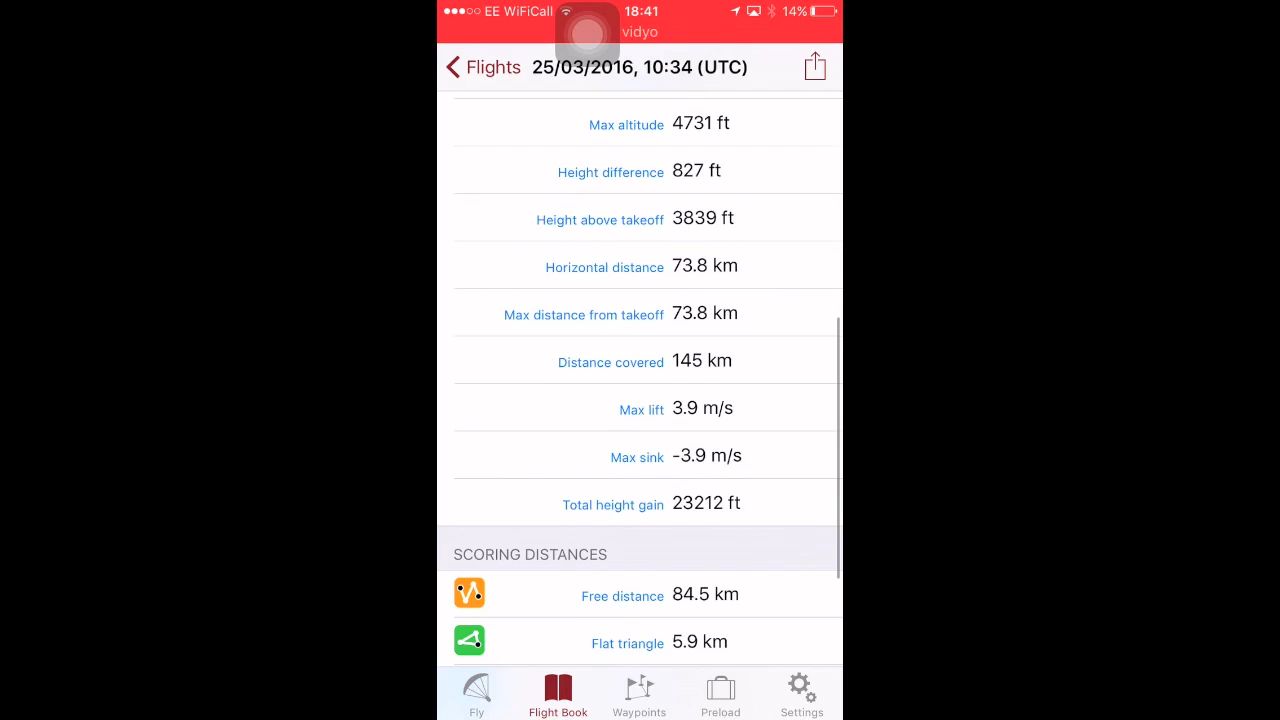 EE WiFiCall 18:41 14%
vidyo
Flights 25/03/2016, 10:34 (UTC)
Max altitude 4731 ft
Height difference 827 ft
Height above takeoff 3839 ft
Horizontal distance 73.8 km
Max distance from takeoff 73.8 km
Distance covered 145 km
Max lift 3.9 m/s
Max sink -3.9 m/s
Total height gain 23212 ft
SCORING DISTANCES
Free distance 84.5 km
Flat triangle 5.9 km
Fly Flight Book Waypoints Preload Settings